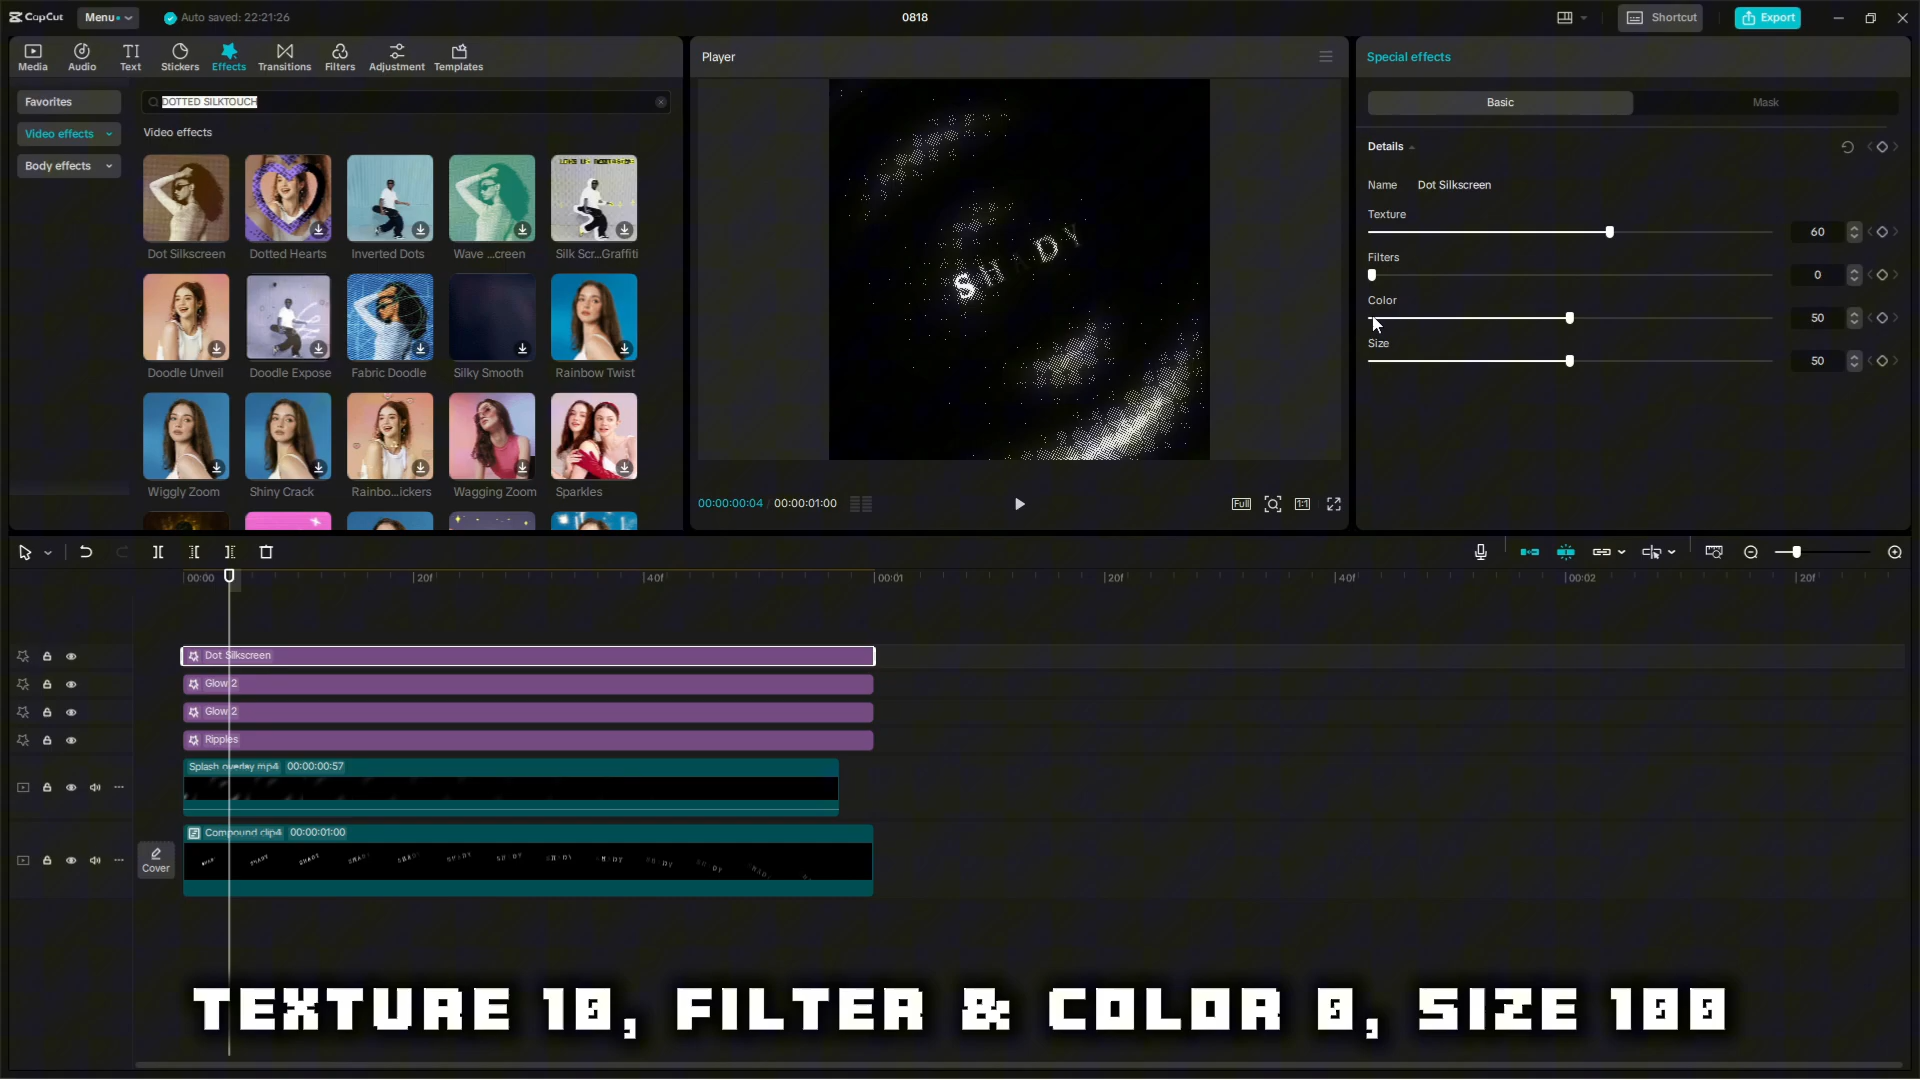 CapCut
Menu
Auto saved: 22:21:26
0818
Shortcut
Export
Media
Audio
TI
Text
Stickers
Effects
Transitions
Filters
Adjustment
Templates
Favorites
Video effects
Body effects
DOTTED SILKTOUCH
Video effects
Dot Silkscreen
Dotted Hearts
Inverted Dots
Wave ...creen
Silk Scr...Graffiti
Doodle Unveil
Doodle Expose
Fabric Doodle
Silky Smooth
Rainbow Twist
Wiggly Zoom
Shiny Crack
Rainbo...ickers
Wagging Zoom
Sparkles
Player
SHADY
00:00:00:04 / 00:00:01:00
Full
1:1
Special effects
Basic
Mask
Details
Name Dot Silkscreen
Texture
60
Filters
0
Color
50
Size
50
00:00
20f
40f
00:01
20f
40f
00:02
20f
Dot Silkscreen
Glow 2
Glow 2
Ripples
Splash overlay mp4 00:00:00:57
Compound clip4 00:00:01:00
Cover
TEXTURE 10, FILTER & COLOR 0, SIZE 100